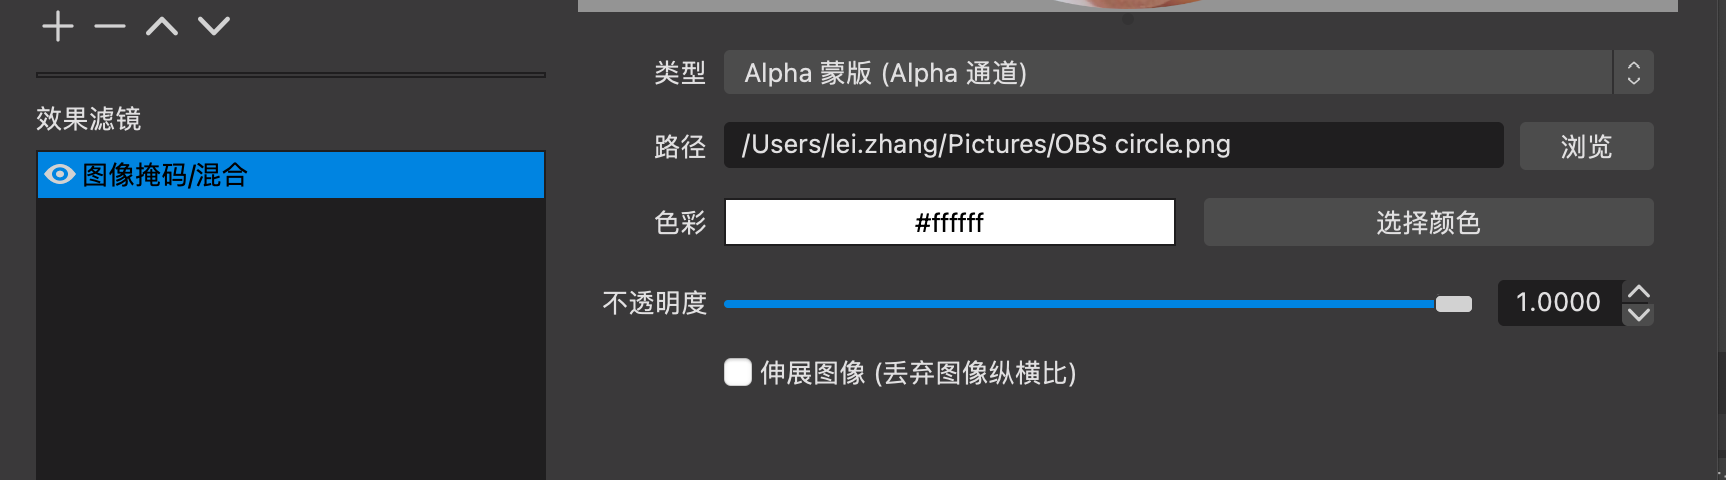 类型 Alpha 蒙版 (Alpha 通道)
效果滤镜
图像掩码/混合
路径 /Users/lei.zhang/Pictures/OBS circle.png 浏览
色彩 #ffffff 选择颜色
不透明度 1.0000
伸展图像 (丢弃图像纵横比)